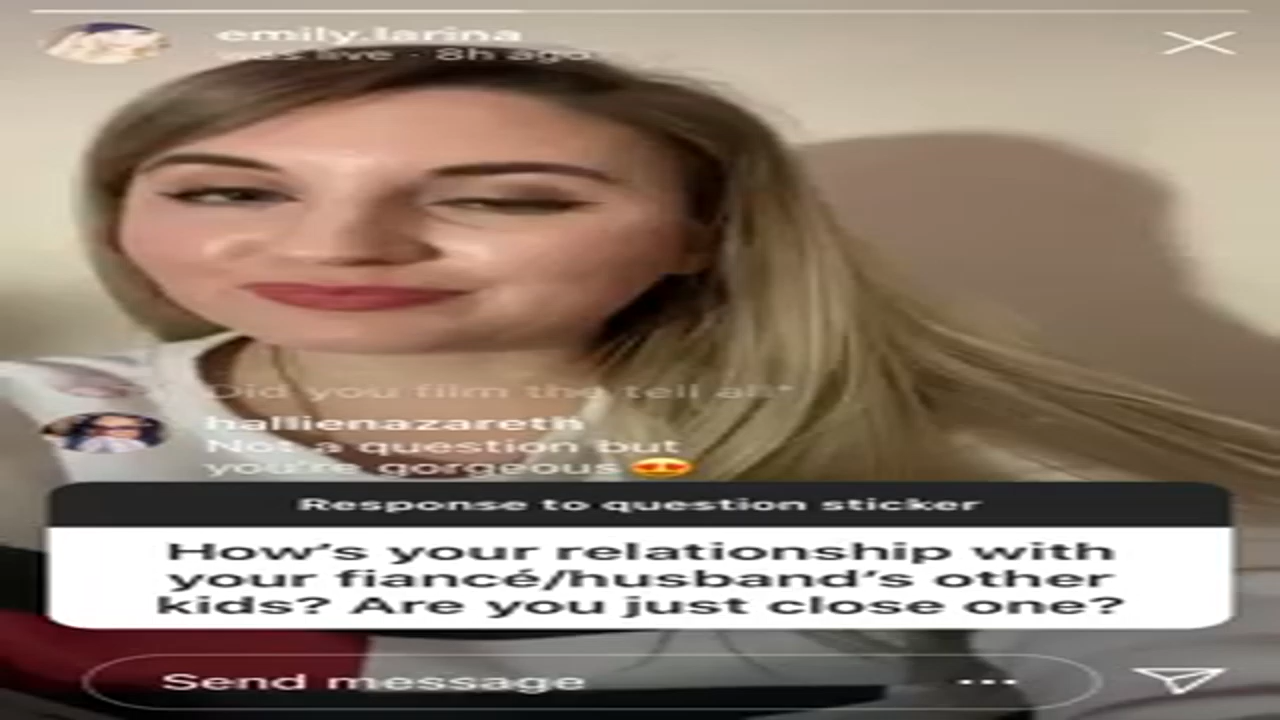 emily.larina
was live · 8h ago
Did you film the tell all*
hallienazareth
Not a question but
you're gorgeous 😍
Response to question sticker
How's your relationship with
your fiancé/husband's other
kids? Are you just close one?
Send message